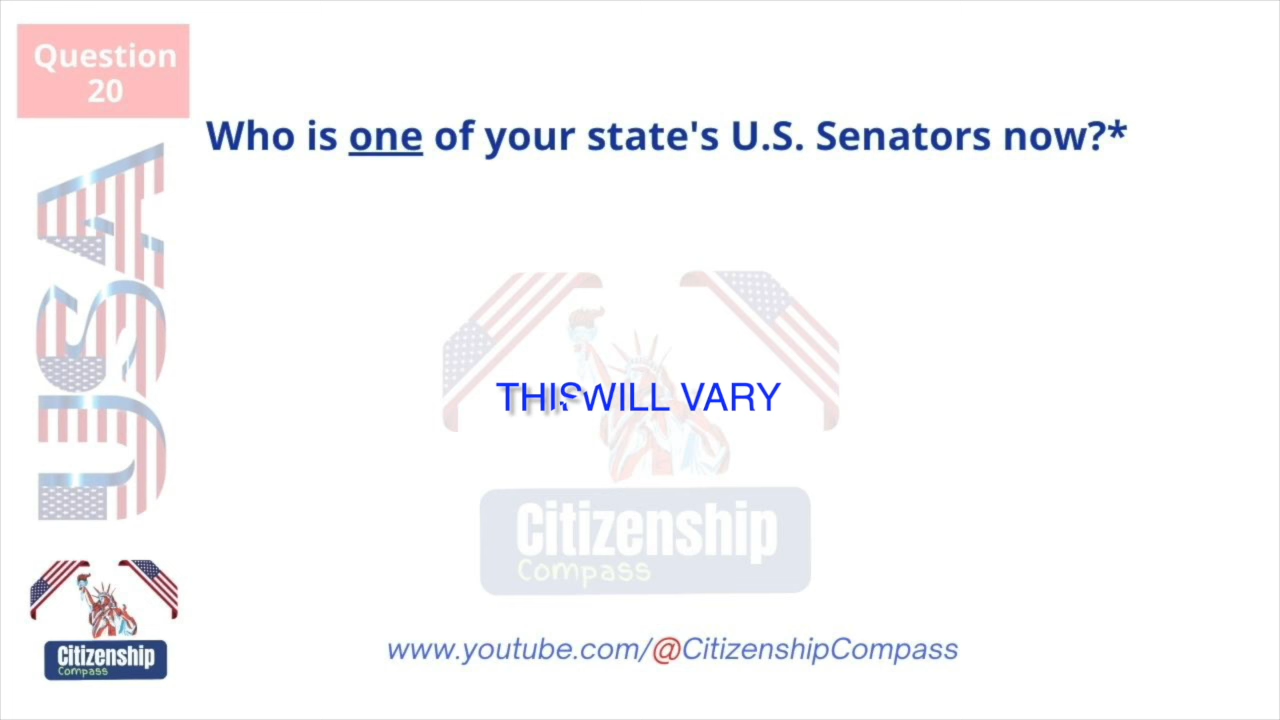 Question
20
Who is one of your state's U.S. Senators now?*
USA
THIS WILL VARY
Citizenship
Compass
Citizenship
Compass
www.youtube.com/@CitizenshipCompass